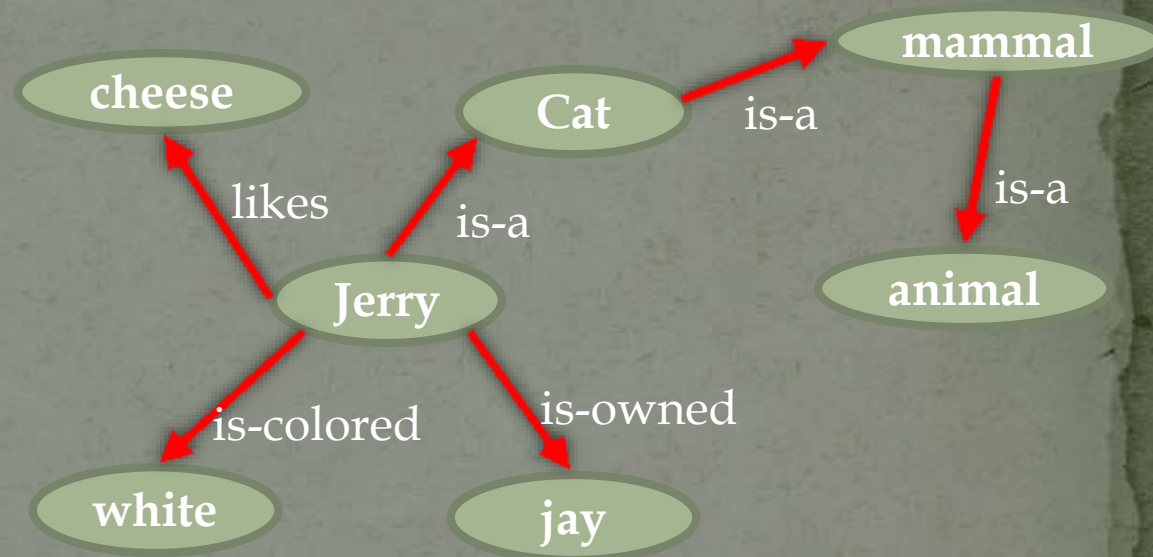 mammal
cheese
Cat
is-a
likes
is-a
is-a
Jerry
animal
is-colored
is-owned
white
jay